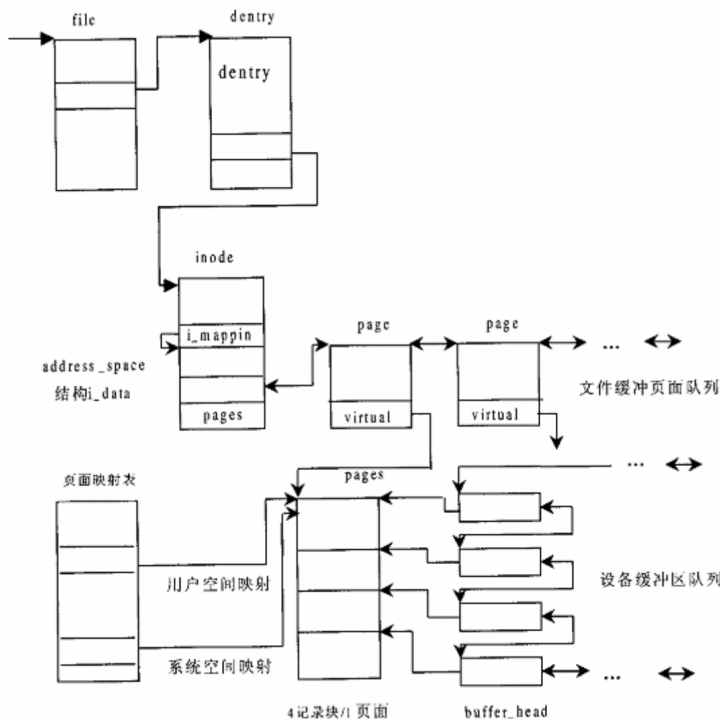 file
dentry
dentry
inode
i_mappin
address_space
结构i_data
pages
page
page
...
virtual
virtual
文件缓冲页面队列
...
页面映射表
pages
用户空间映射
设备缓冲区队列
系统空间映射
...
4记录块/1页面
buffer_head